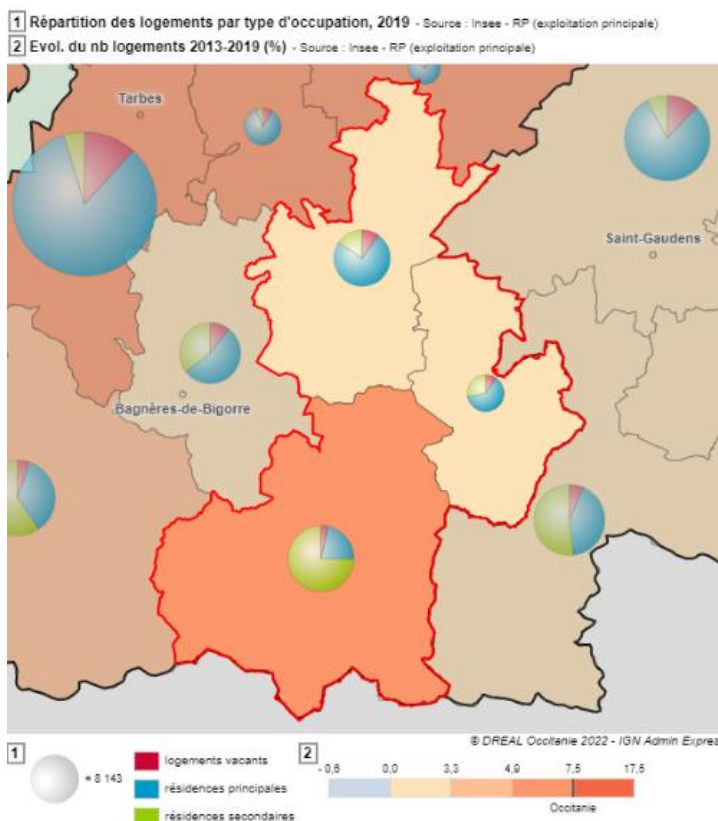 1 Répartition des logements par type d'occupation, 2019 - Source : Insee - RP (exploitation principale)
2 Evol. du nb logements 2013-2019 (%) - Source : Insee - RP (exploitation principale)
Tarbes
Saint-Gaudens
Bagnères-de-Bigorre
© DREAL Occitanie 2022 - IGN Admin Expres
1
= 8 143
logements vacants
résidences principales
résidences secondaires
2
- 0,6 0,0 3,3 4,9 7,5 17,5
Occitanie